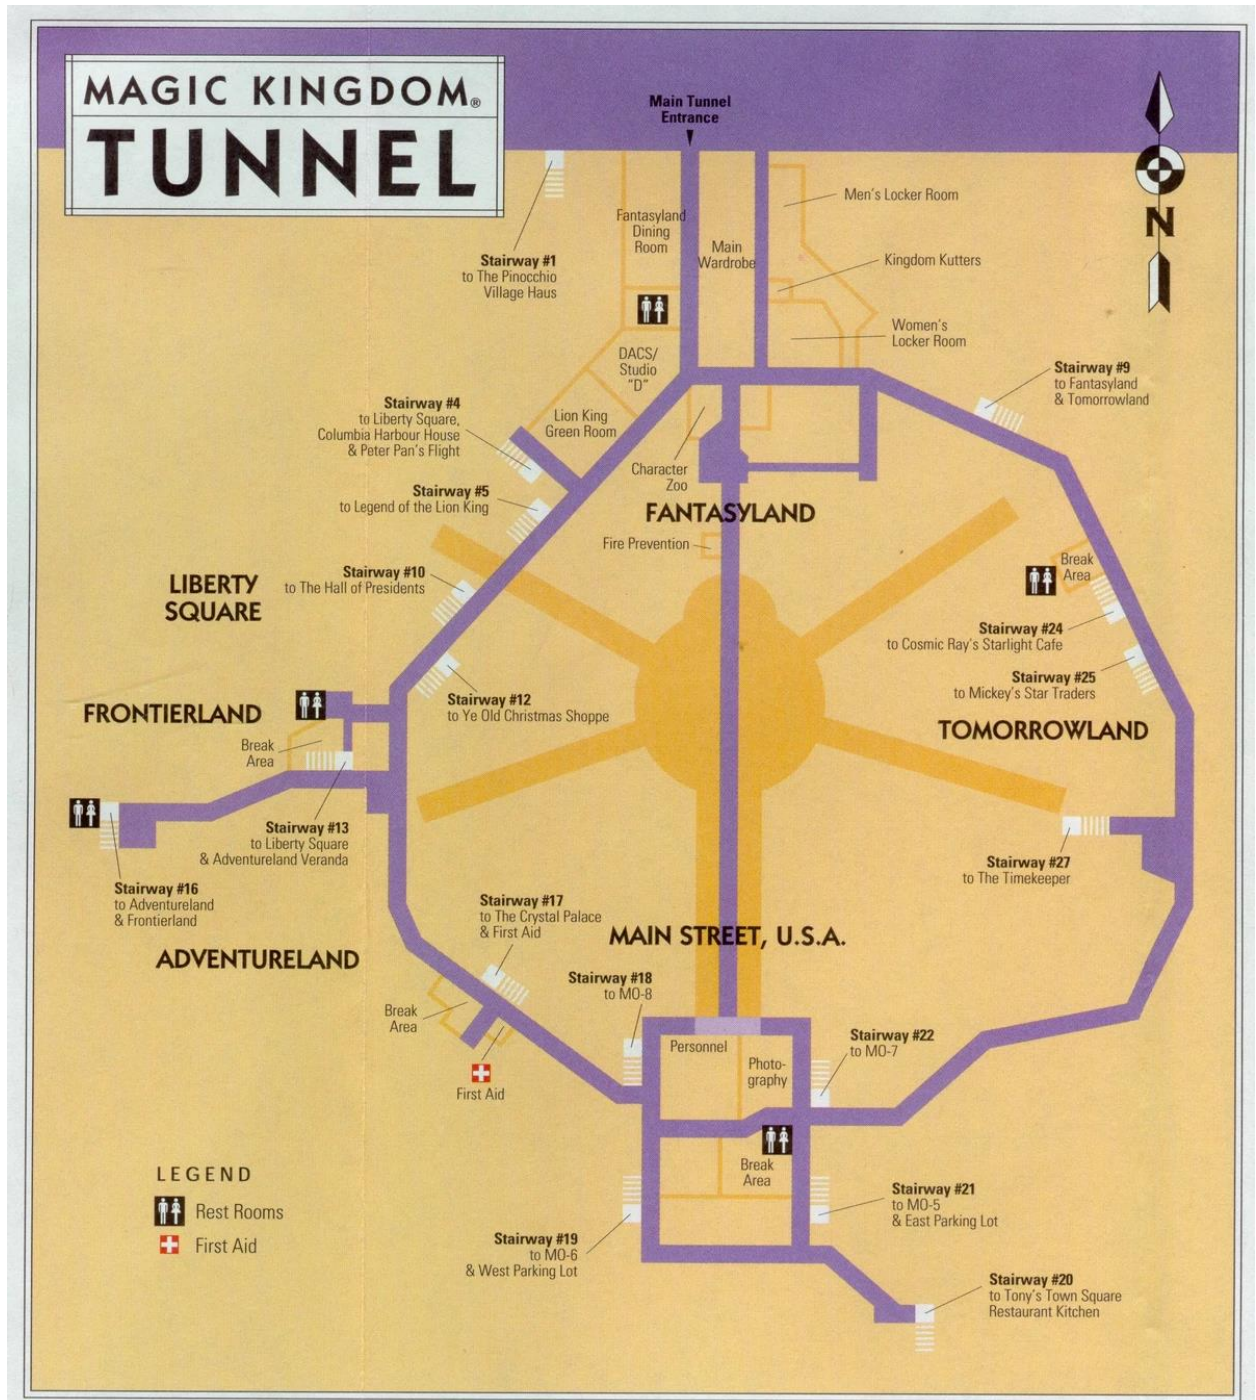 MAGIC KINGDOM®
TUNNEL
Main Tunnel
Entrance
N
Men's Locker Room
Fantasyland
Dining
Room
Main
Wardrobe
Stairway #1
to The Pinocchio
Village Haus
Kingdom Kutters
Women's
Locker Room
DACS/
Studio
"D"
Stairway #9
to Fantasyland
& Tomorrowland
Stairway #4
to Liberty Square,
Columbia Harbour House
& Peter Pan's Flight
Lion King
Green Room
Character
Zoo
Stairway #5
to Legend of the Lion King
FANTASYLAND
Fire Prevention
Break
Area
Stairway #10
to The Hall of Presidents
LIBERTY
SQUARE
Stairway #24
to Cosmic Ray's Starlight Cafe
Stairway #25
to Mickey's Star Traders
Stairway #12
to Ye Old Christmas Shoppe
FRONTIERLAND
TOMORROWLAND
Break
Area
Stairway #13
to Liberty Square
& Adventureland Veranda
Stairway #27
to The Timekeeper
Stairway #16
to Adventureland
& Frontierland
Stairway #17
to The Crystal Palace
& First Aid
MAIN STREET, U.S.A.
ADVENTURELAND
Stairway #18
to MO-8
Break
Area
Personnel
Stairway #22
to MO-7
Photo-
graphy
First Aid
Break
Area
LEGEND
Rest Rooms
First Aid
Stairway #21
to MO-5
& East Parking Lot
Stairway #19
to MO-6
& West Parking Lot
Stairway #20
to Tony's Town Square
Restaurant Kitchen